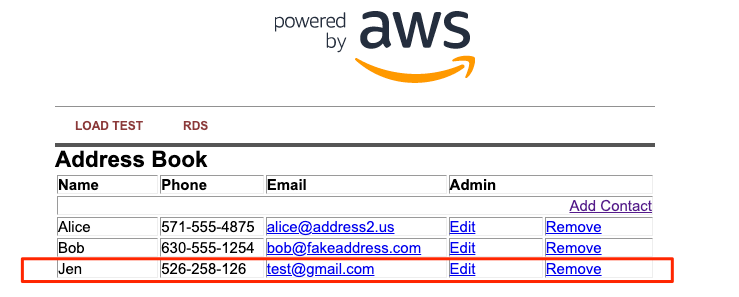 powered
by aws
LOAD TEST RDS
Address Book
Name Phone Email Admin
Add Contact
Alice 571-555-4875 alice@address2.us Edit Remove
Bob 630-555-1254 bob@fakeaddress.com Edit Remove
Jen 526-258-126 test@gmail.com Edit Remove